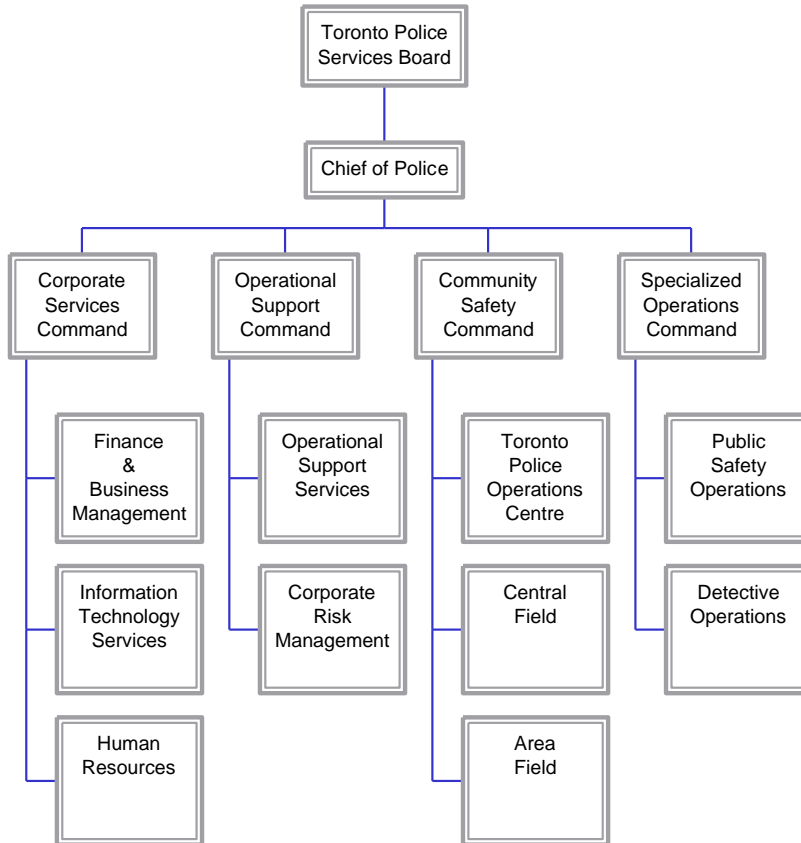 Toronto Police
Services Board
Chief of Police
Corporate
Services
Command
Operational
Support
Command
Community
Safety
Command
Specialized
Operations
Command
Finance
&
Business
Management
Operational
Support
Services
Toronto
Police
Operations
Centre
Public
Safety
Operations
Information
Technology
Services
Corporate
Risk
Management
Central
Field
Detective
Operations
Human
Resources
Area
Field